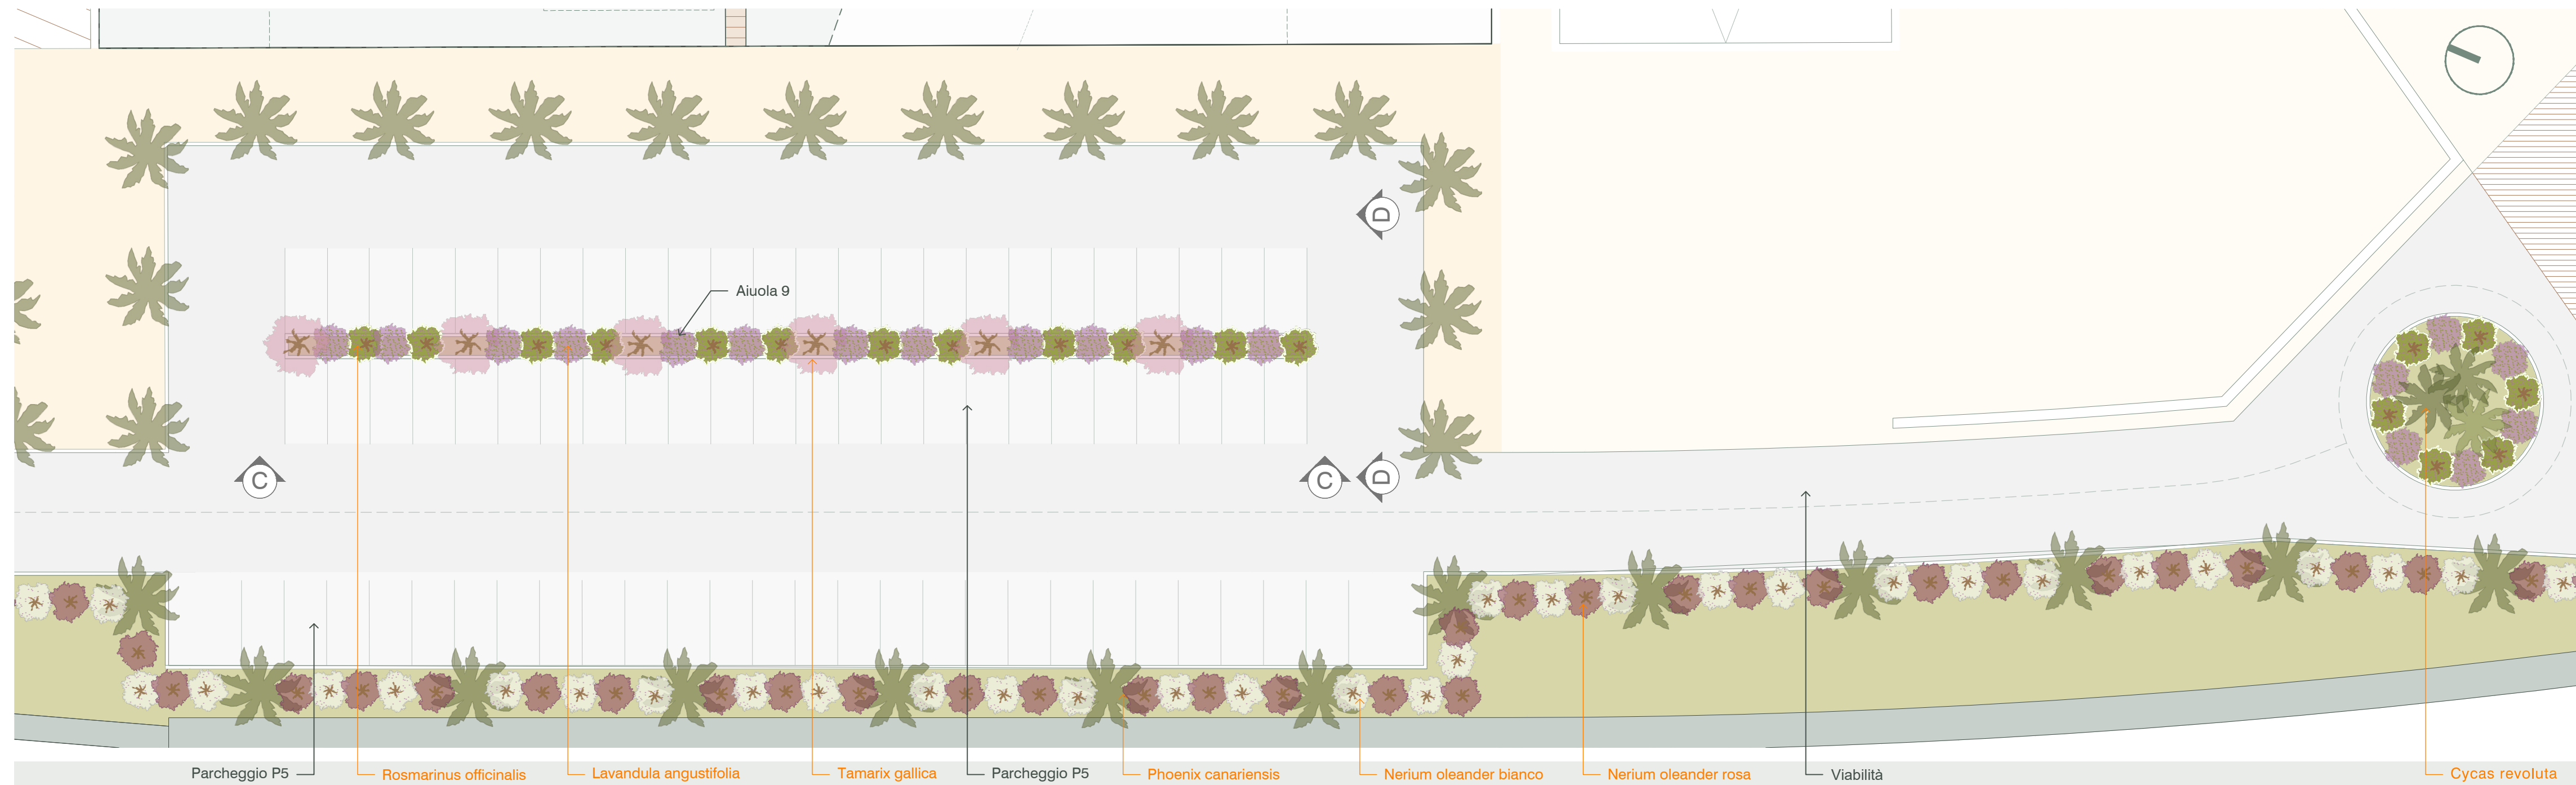 D
Aiuola 9
C
C
D
Parcheggio P5
Rosmarinus officinalis
Lavandula angustifolia
Tamarix gallica
Parcheggio P5
Phoenix canariensis
Nerium oleander bianco
Nerium oleander rosa
Viabilità
Cycas revoluta